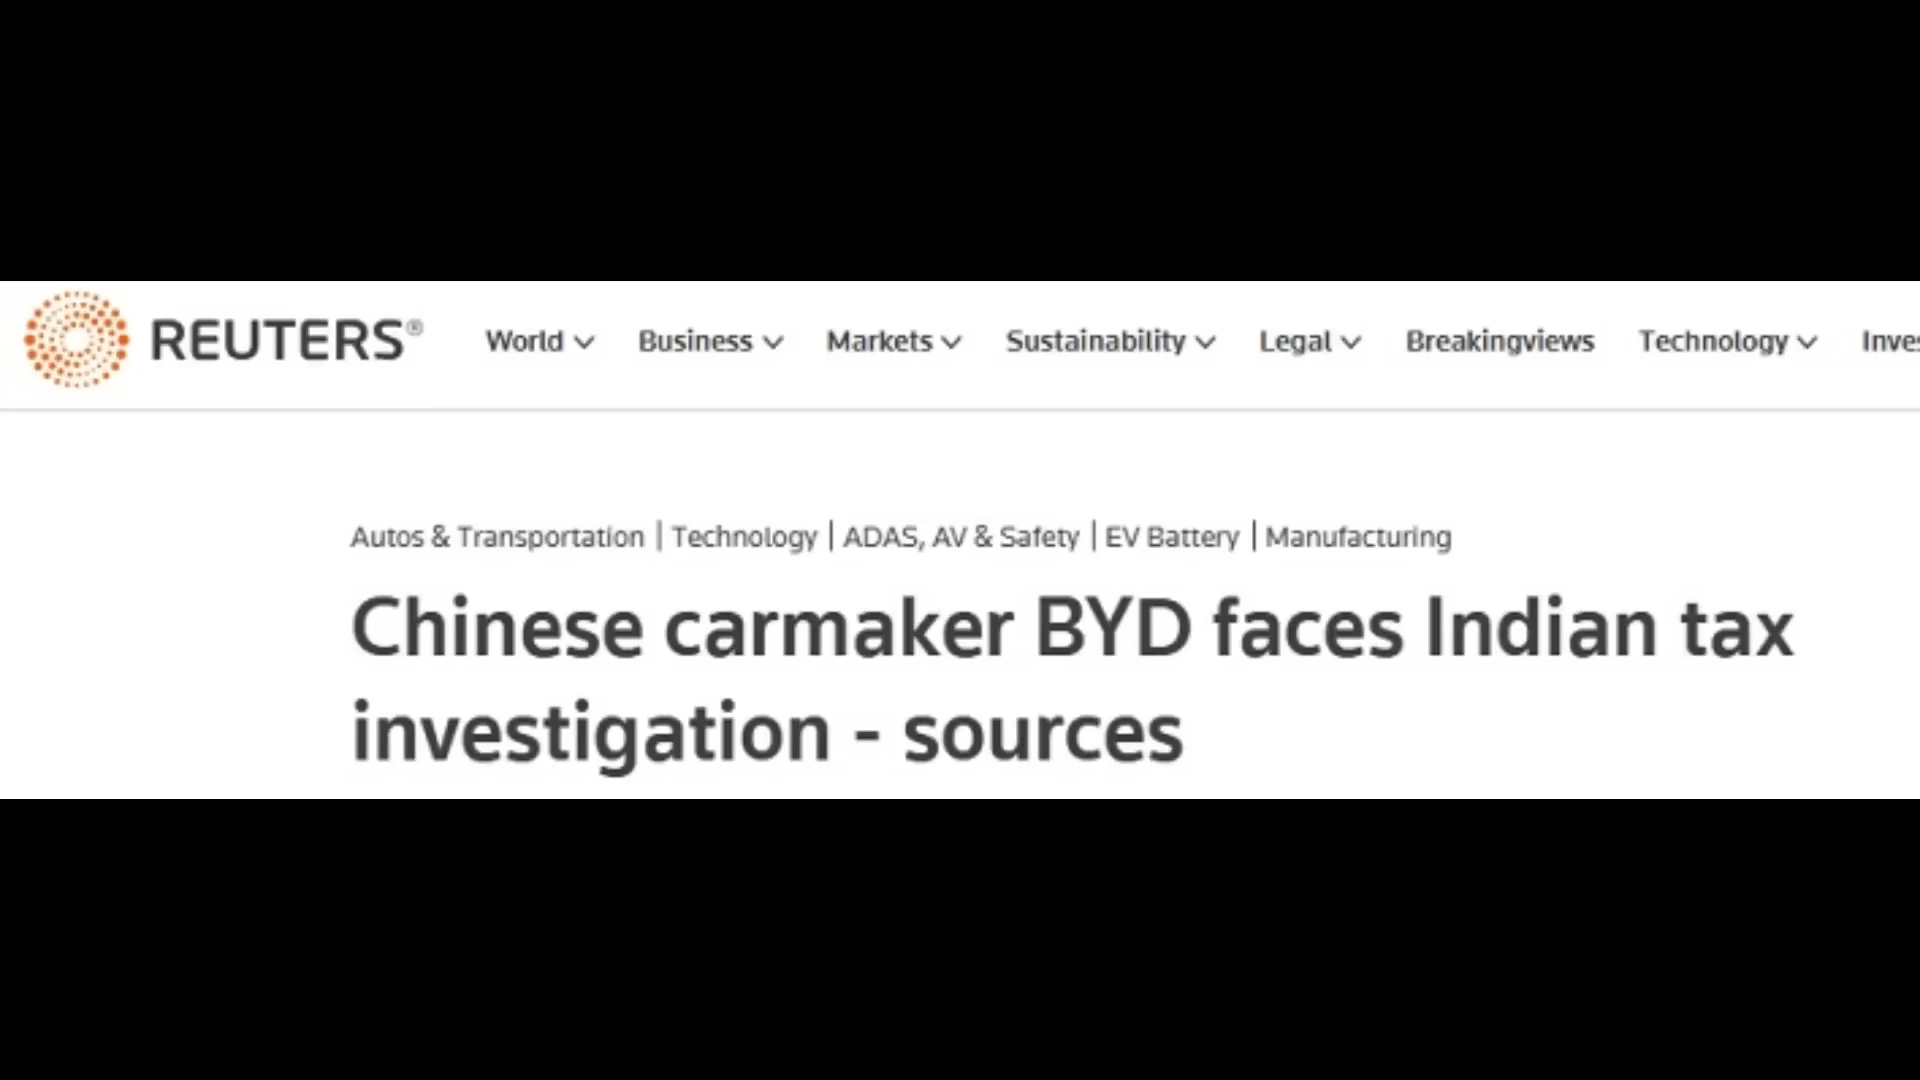 REUTERS®
World Business Markets Sustainability Legal Breakingviews Technology
Autos & Transportation | Technology | ADAS, AV & Safety | EV Battery | Manufacturing
Chinese carmaker BYD faces Indian tax
investigation - sources